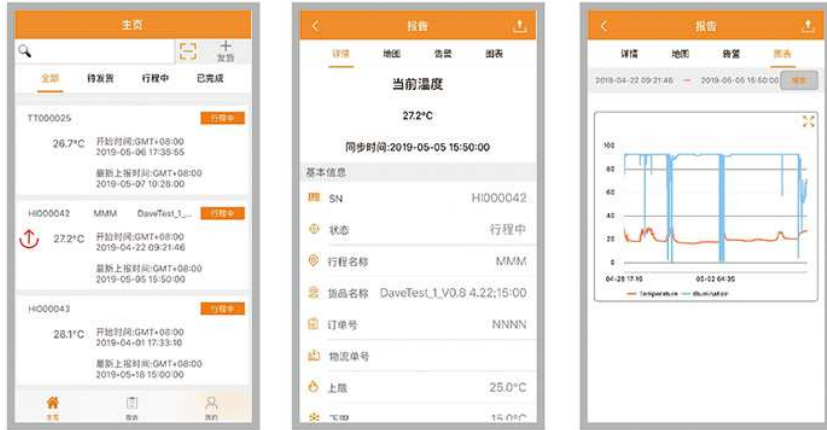 主页
发货
全部 待发货 行程中 已完成
TT000025 行程中
26.7°C 开始时间:GMT+08:00
2019-05-06 17:35:55
最新上报时间:GMT+08:00
2019-05-07 10:28:00
HI000042 MMM DaveTest_1_... 行程中
27.2°C 开始时间:GMT+08:00
2019-04-22 09:21:46
最新上报时间:GMT+08:00
2019-05-05 15:50:00
HI000043 行程中
28.1°C 开始时间:GMT+08:00
2019-04-01 17:33:10
最新上报时间:GMT+08:00
2019-05-18 15:00:00
主页 报告 我的
报告
详情 地图 告警 图表
当前温度
27.2°C
同步时间:2019-05-05 15:50:00
基本信息
SN HI000042
状态 行程中
行程名称 MMM
货品名称 DaveTest_1_V0.8 4.22;15:00
订单号 NNNN
物流单号
上限 25.0°C
下限 15.0°C
报告
详情 地图 告警 图表
2019-04-22 09:21:46 — 2019-05-05 15:50:00
100
80
60
40
20
0
04-28 17:15 05-02 04:35
Temperature Illumination